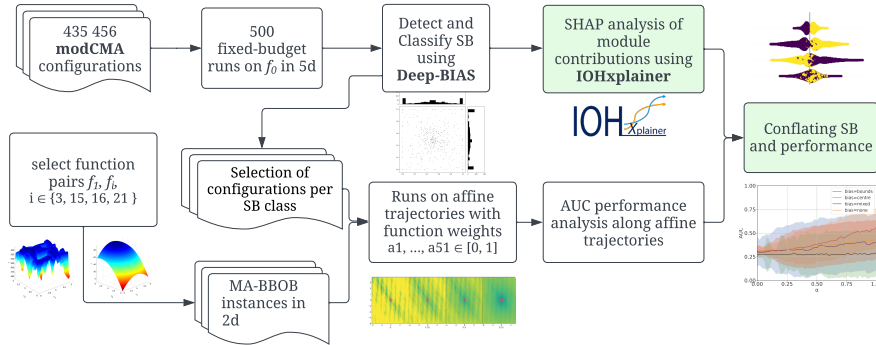 435 456
modCMA
configurations
500
fixed-budget
runs on f0 in 5d
Detect and
Classify SB
using
Deep-BIAS
SHAP analysis of
module
contributions using
IOHxplainer
IOH
Xplainer
Conflating SB
and performance
select function
pairs f1, fi,
i ∈ {3, 15, 16, 21 }
Selection of
configurations per
SB class
Runs on affine
trajectories with
function weights
a1, ..., a51 ∈ [0, 1]
AUC performance
analysis along affine
trajectories
MA-BBOB
instances in
2d
bias=bounds
bias=centre
bias=mixed
bias=none
AUC
1.00
0.75
0.50
0.25
0.00
0.00 0.25 0.50 0.75 1.0
α